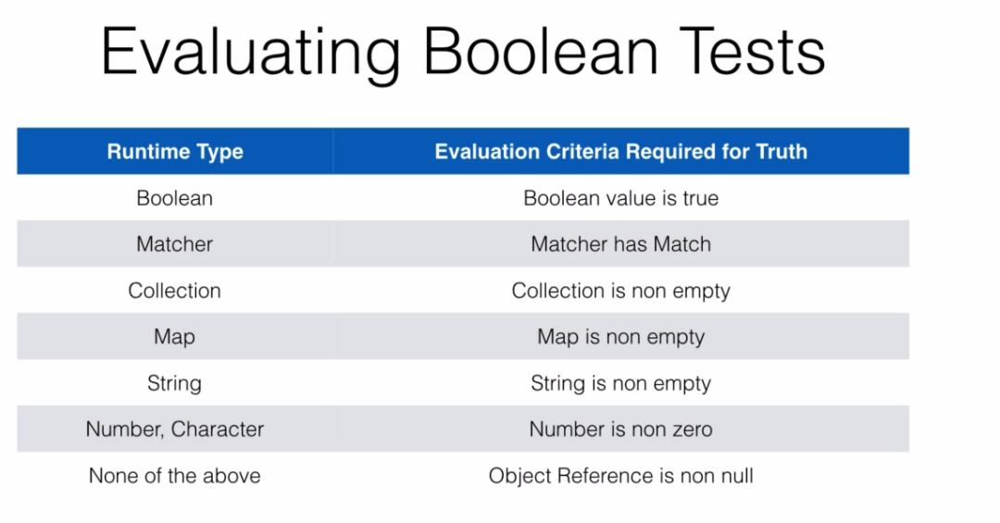 Evaluating Boolean Tests
Runtime Type Evaluation Criteria Required for Truth
Boolean Boolean value is true
Matcher Matcher has Match
Collection Collection is non empty
Map Map is non empty
String String is non empty
Number, Character Number is non zero
None of the above Object Reference is non null